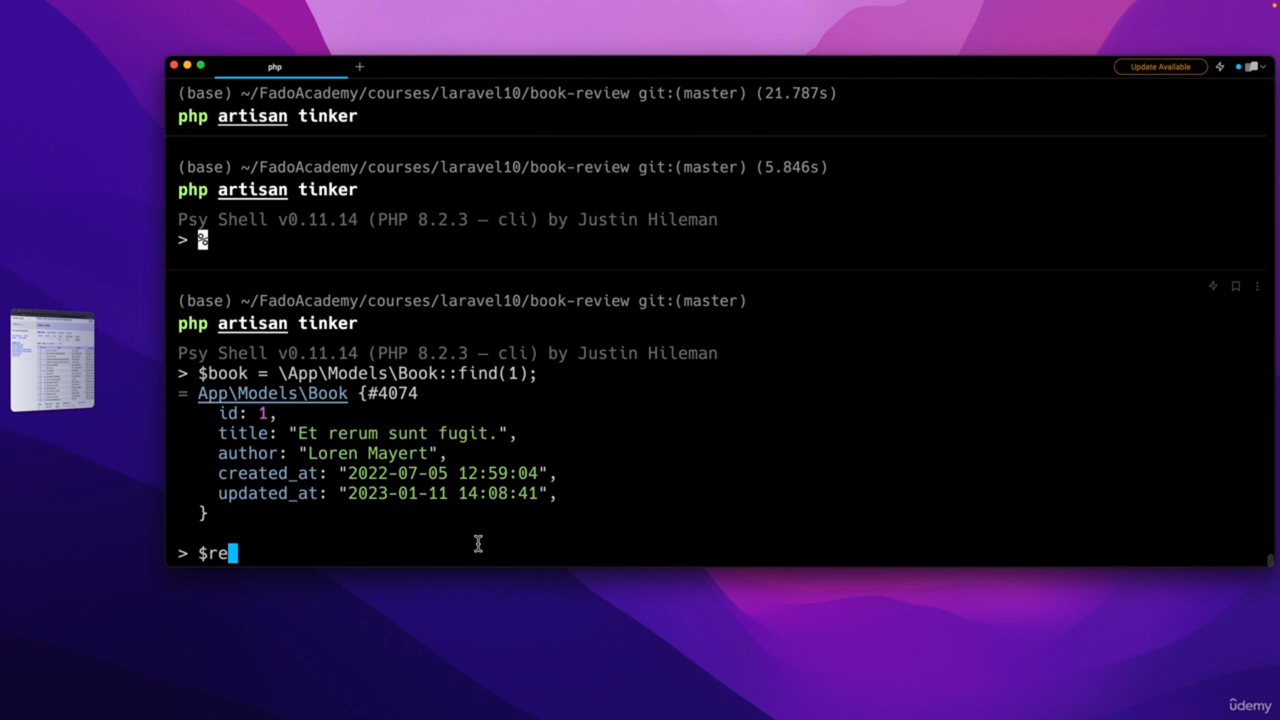 php
Update Available
(base) ~/FadoAcademy/courses/laravel10/book-review git:(master) (21.787s)
php artisan tinker
(base) ~/FadoAcademy/courses/laravel10/book-review git:(master) (5.846s)
php artisan tinker
Psy Shell v0.11.14 (PHP 8.2.3 — cli) by Justin Hileman
> %
(base) ~/FadoAcademy/courses/laravel10/book-review git:(master)
php artisan tinker
Psy Shell v0.11.14 (PHP 8.2.3 — cli) by Justin Hileman
> $book = \App\Models\Book::find(1);
= App\Models\Book {#4074
id: 1,
title: "Et rerum sunt fugit.",
author: "Loren Mayert",
created_at: "2022-07-05 12:59:04",
updated_at: "2023-01-11 14:08:41",
}
> $re
ûdemy